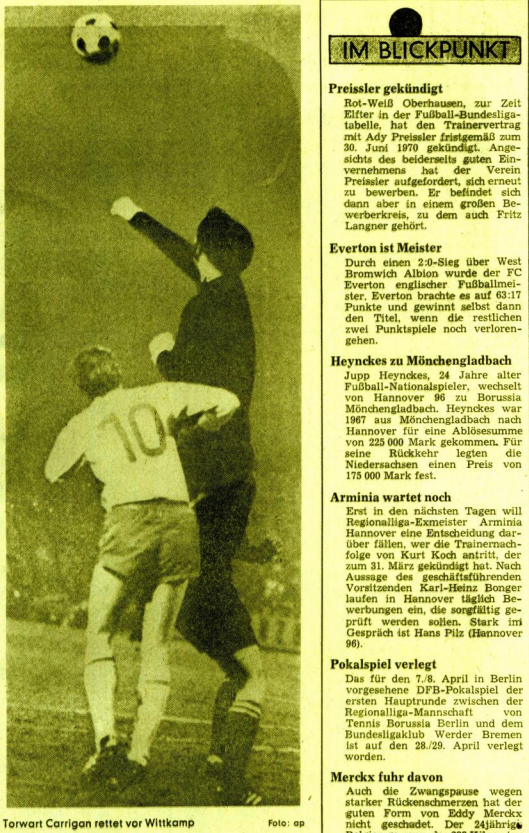 10
Torwart Carrigan rettet vor Wittkamp
Foto: ap
IM BLICKPUNKT
Preissler gekündigt
Rot-Weiß Oberhausen, zur Zeit
Elfter in der Fußball-Bundesliga-
tabelle, hat den Trainervertrag
mit Ady Preissler fristgemäß zum
30. Juni 1970 gekündigt. Ange-
sichts des beiderseits guten Ein-
vernehmens hat der Verein
Preissler aufgefordert, sich erneut
zu bewerben. Er befindet sich
dann aber in einem großen Be-
werberkreis, zu dem auch Fritz
Langner gehört.
Everton ist Meister
Durch einen 2:0-Sieg über West
Bromwich Albion wurde der FC
Everton englischer Fußballmei-
ster. Everton brachte es auf 63:17
Punkte und gewinnt selbst dann
den Titel, wenn die restlichen
zwei Punktspiele noch verloren-
gehen.
Heynckes zu Mönchengladbach
Jupp Heynckes, 24 Jahre alter
Fußball-Nationalspieler, wechselt
von Hannover 96 zu Borussia
Mönchengladbach. Heynckes war
1967 aus Mönchengladbach nach
Hannover für eine Ablösesumme
von 225 000 Mark gekommen. Für
seine Rückkehr legten die
Niedersachsen einen Preis von
175 000 Mark fest.
Arminia wartet noch
Erst in den nächsten Tagen will
Regionalliga-Exmeister Arminia
Hannover eine Entscheidung dar-
über fällen, wer die Trainernach-
folge von Kurt Koch antritt, der
zum 31. März gekündigt hat. Nach
Aussage des geschäftsführenden
Vorsitzenden Karl-Heinz Bonger
laufen in Hannover täglich Be-
werbungen ein, die sorgfältig ge-
prüft werden sollen. Stark im
Gespräch ist Hans Pilz (Hannover
96).
Pokalspiel verlegt
Das für den 7./8. April in Berlin
vorgesehene DFB-Pokalspiel der
ersten Hauptrunde zwischen der
Regionalliga-Mannschaft von
Tennis Borussia Berlin und dem
Bundesligaklub Werder Bremen
ist auf den 28./29. April verlegt
worden.
Merckx fuhr davon
Auch die Zwangspause wegen
starker Rückenschmerzen hat der
guten Form von Eddy Merckx
nicht geschadet. Der 24jährige